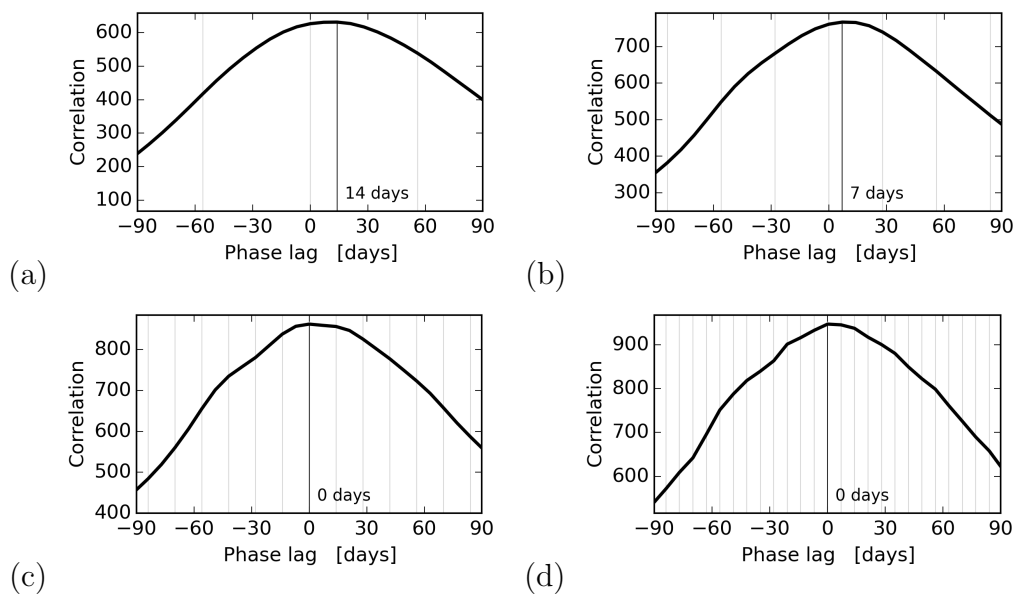 Correlation
600
500
400
300
200
100
14 days
−90 −60 −30 0 30 60 90
Phase lag [days]
(a)
Correlation
700
600
500
400
300
7 days
−90 −60 −30 0 30 60 90
Phase lag [days]
(b)
Correlation
800
700
600
500
400
0 days
−90 −60 −30 0 30 60 90
Phase lag [days]
(c)
Correlation
900
800
700
600
0 days
−90 −60 −30 0 30 60 90
Phase lag [days]
(d)